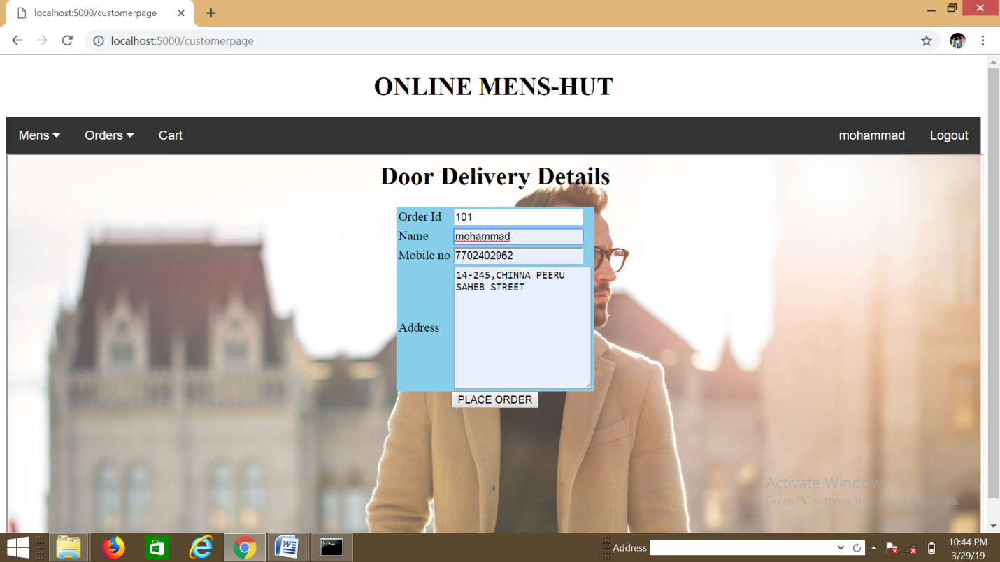 localhost:5000/customerpage
localhost:5000/customerpage
ONLINE MENS-HUT
Mens Orders Cart mohammad Logout
Door Delivery Details
Order Id 101
Name mohammad
Mobile no 7702402962
Address 14-245,CHINNA PEERU
SAHEB STREET
PLACE ORDER
Activate Windows
Go to PC settings to activate Windows.
Address 10:44 PM
3/29/19